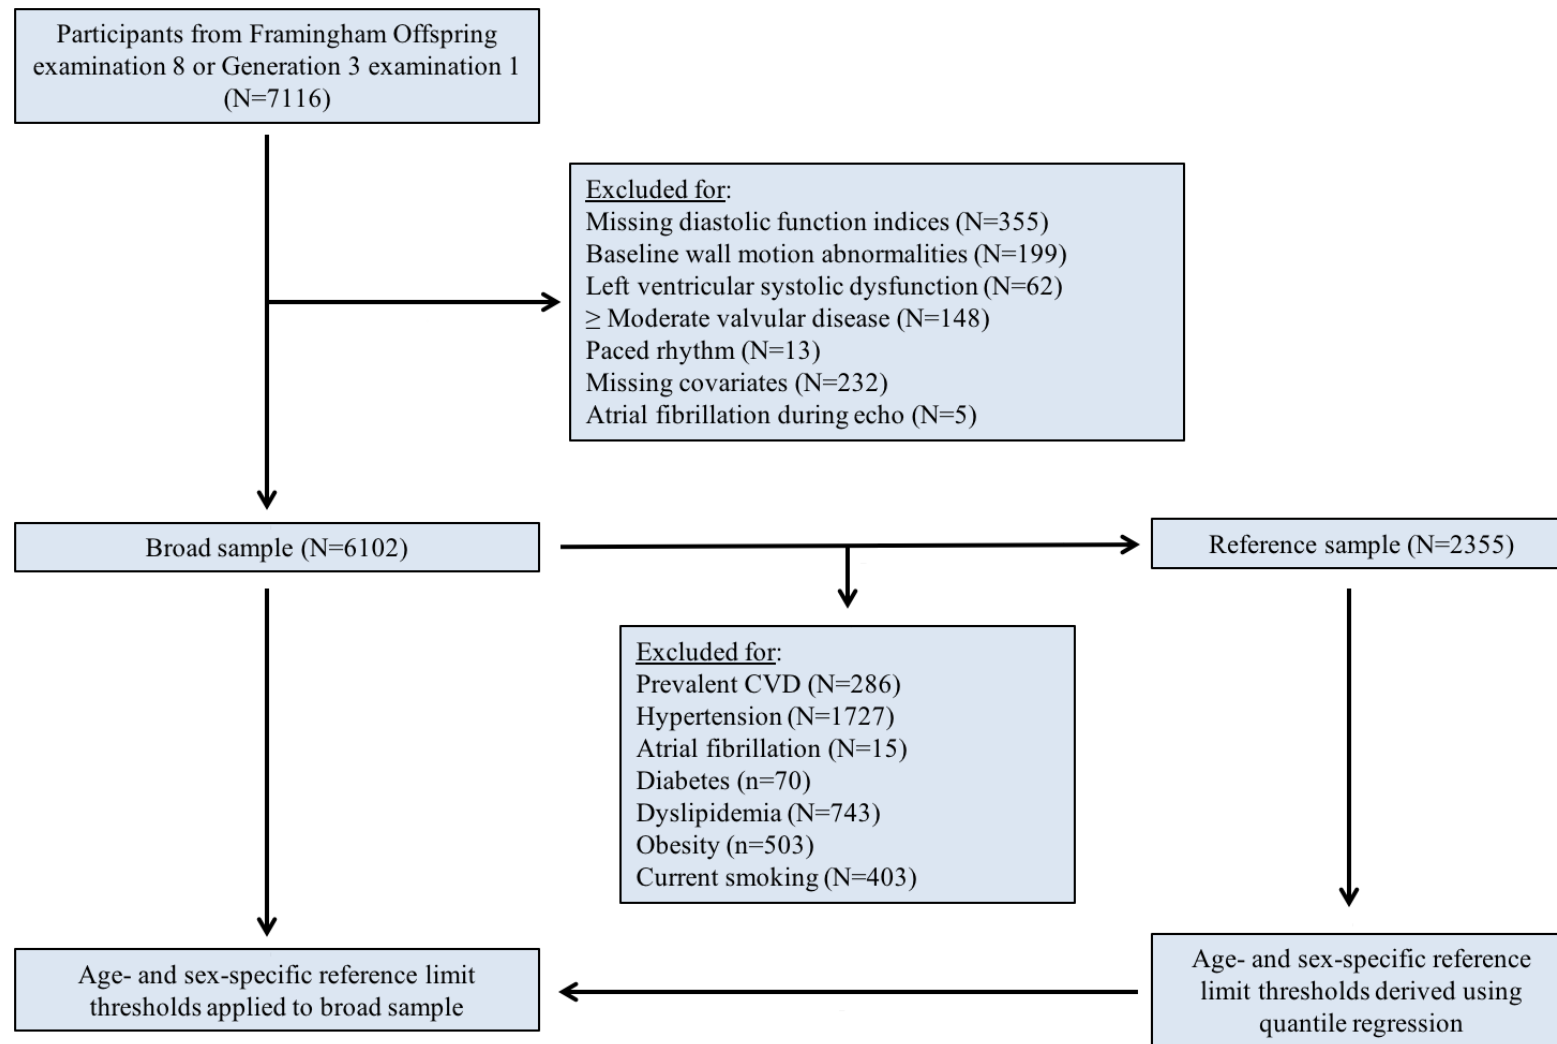 Participants from Framingham Offspring
examination 8 or Generation 3 examination 1
(N=7116)
Excluded for:
Missing diastolic function indices (N=355)
Baseline wall motion abnormalities (N=199)
Left ventricular systolic dysfunction (N=62)
≥ Moderate valvular disease (N=148)
Paced rhythm (N=13)
Missing covariates (N=232)
Atrial fibrillation during echo (N=5)
Broad sample (N=6102)
Reference sample (N=2355)
Excluded for:
Prevalent CVD (N=286)
Hypertension (N=1727)
Atrial fibrillation (N=15)
Diabetes (n=70)
Dyslipidemia (N=743)
Obesity (n=503)
Current smoking (N=403)
Age- and sex-specific reference limit
thresholds applied to broad sample
Age- and sex-specific reference
limit thresholds derived using
quantile regression